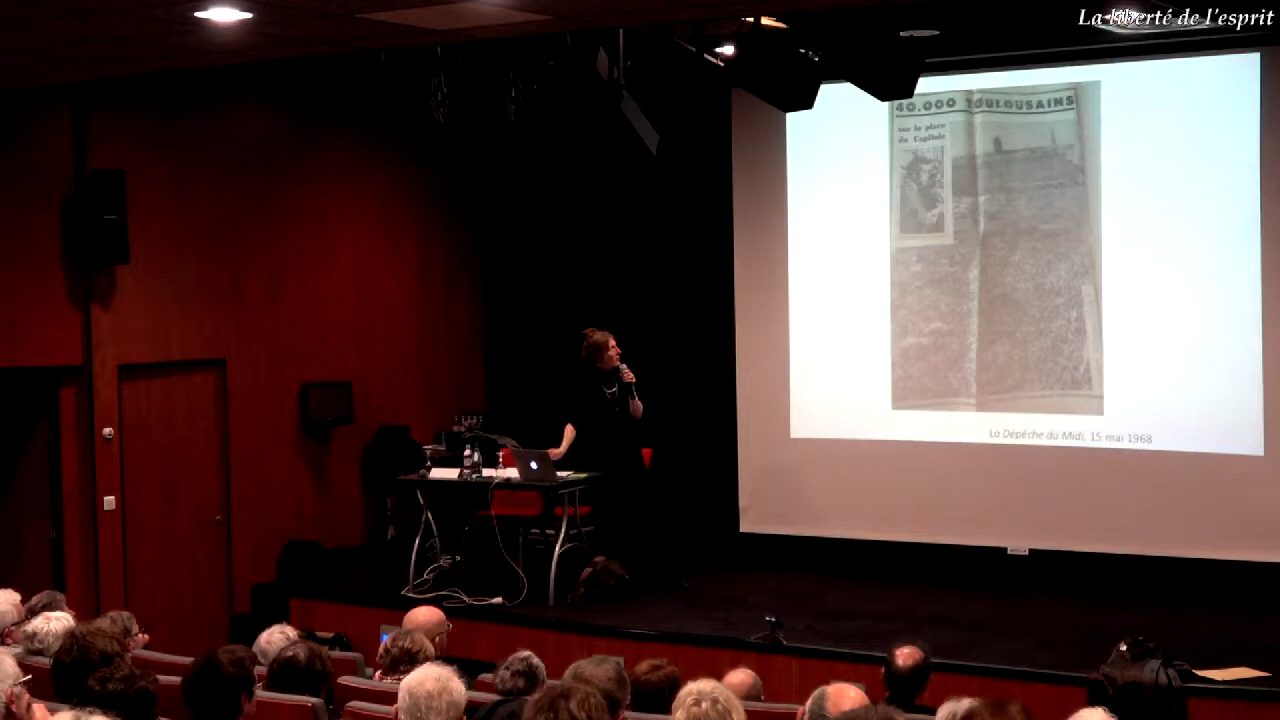 La liberté de l'esprit
40.000 TOULOUSAINS
sur la place
du Capitole
La Dépêche du Midi, 15 mai 1968